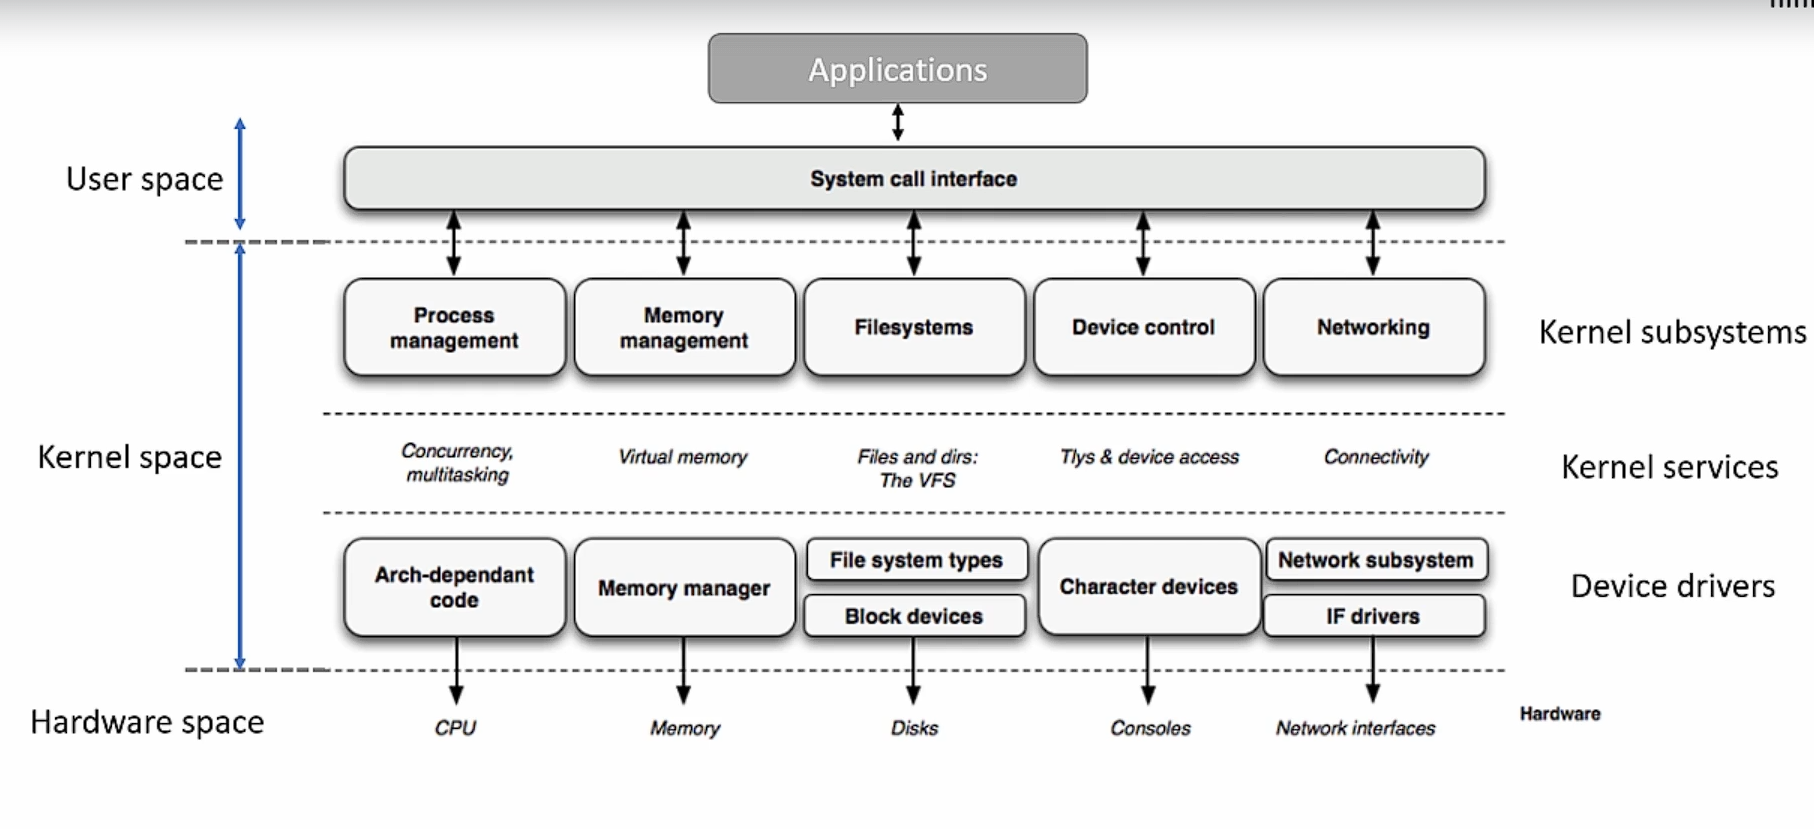 Applications
User space
System call interface
Process
management
Memory
management
Filesystems
Device control
Networking
Kernel subsystems
Kernel space
Concurrency,
multitasking
Virtual memory
Files and dirs:
The VFS
Tlys & device access
Connectivity
Kernel services
Arch-dependant
code
Memory manager
File system types
Block devices
Character devices
Network subsystem
IF drivers
Device drivers
Hardware space
CPU
Memory
Disks
Consoles
Network interfaces
Hardware